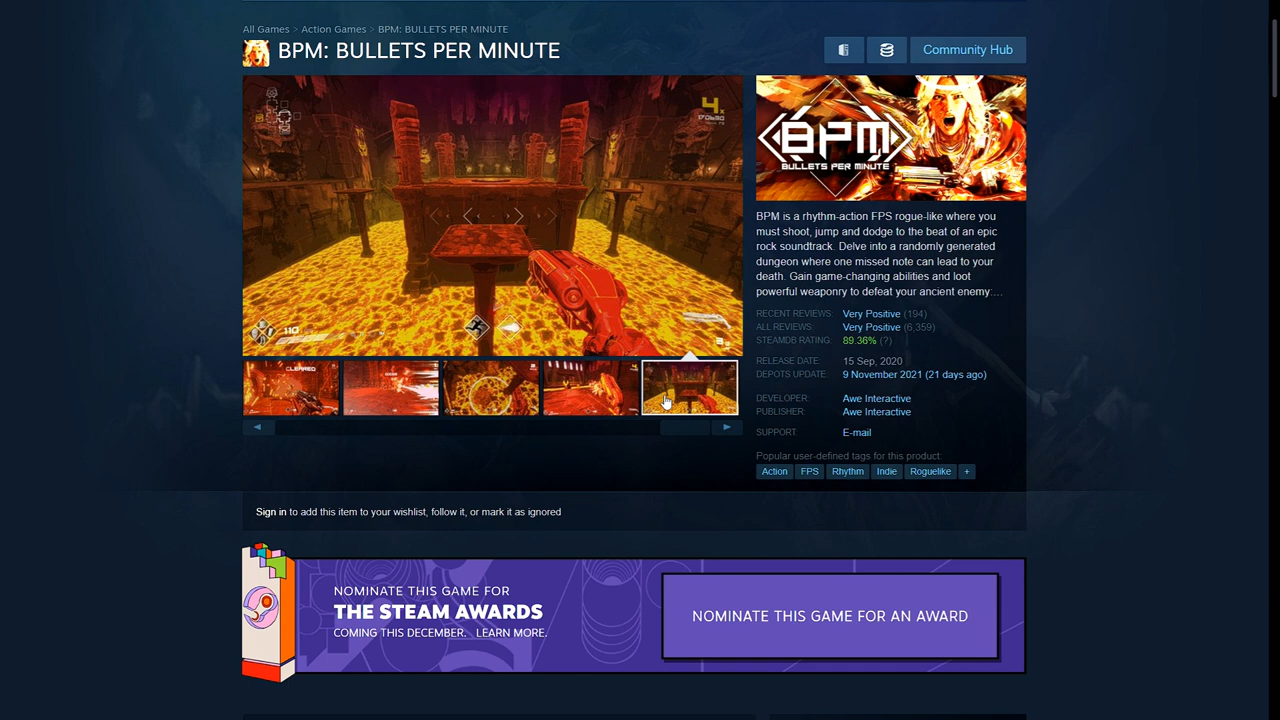 All Games > Action Games > BPM: BULLETS PER MINUTE
BPM: BULLETS PER MINUTE
Community Hub
4x
110
CLEARED
BPM
BULLETS PER MINUTE
BPM is a rhythm-action FPS rogue-like where you
must shoot, jump and dodge to the beat of an epic
rock soundtrack. Delve into a randomly generated
dungeon where one missed note can lead to your
death. Gain game-changing abilities and loot
powerful weaponry to defeat your ancient enemy:…
RECENT REVIEWS: Very Positive (194)
ALL REVIEWS: Very Positive (6,359)
STEAMDB RATING: 89.36% (?)
RELEASE DATE: 15 Sep, 2020
DEPOTS UPDATE: 9 November 2021 (21 days ago)
DEVELOPER: Awe Interactive
PUBLISHER: Awe Interactive
SUPPORT E-mail
Popular user-defined tags for this product:
Action FPS Rhythm Indie Roguelike +
Sign in to add this item to your wishlist, follow it, or mark it as ignored
NOMINATE THIS GAME FOR
THE STEAM AWARDS
COMING THIS DECEMBER. LEARN MORE.
NOMINATE THIS GAME FOR AN AWARD